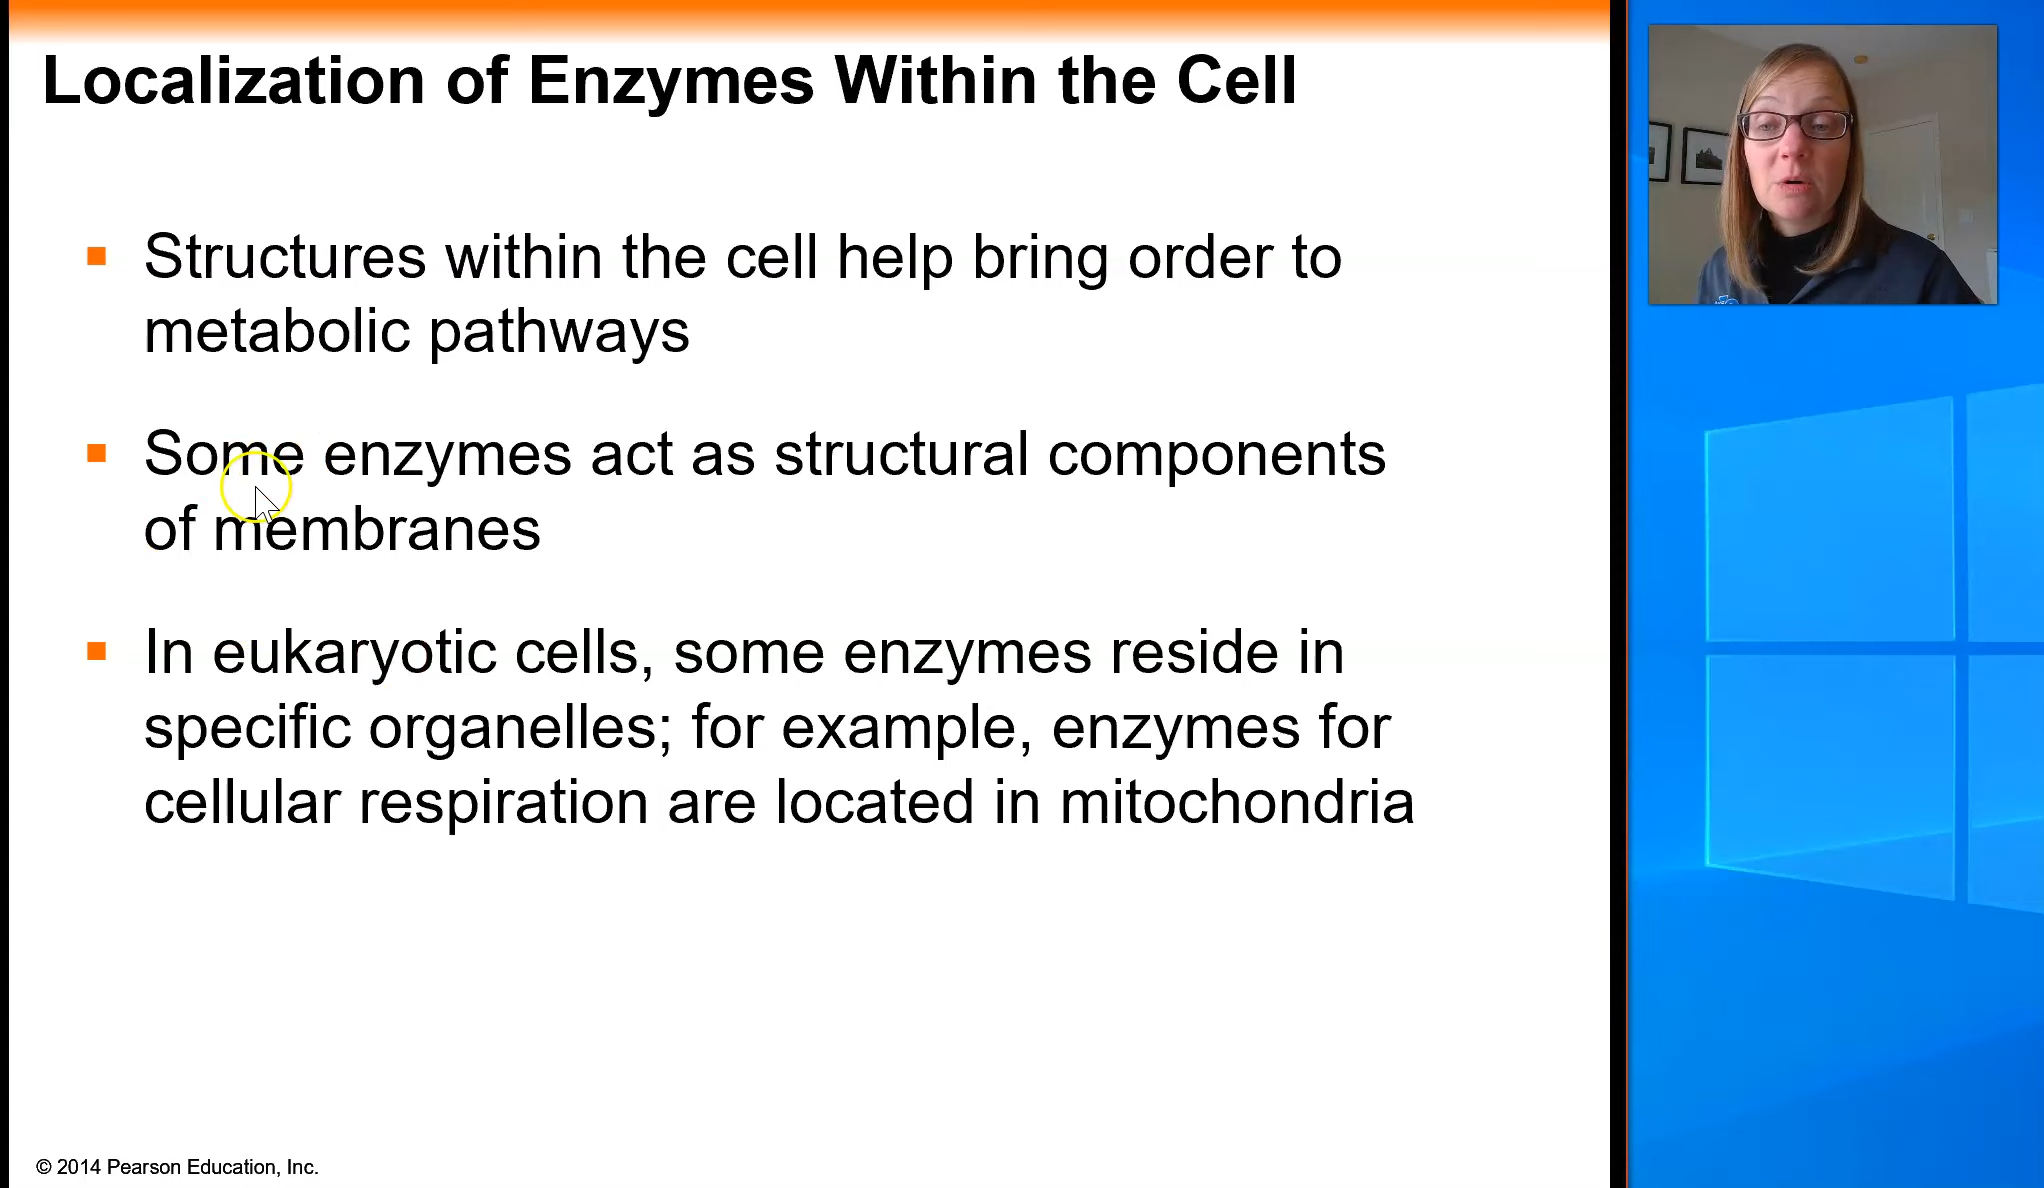 Localization of Enzymes Within the Cell
Structures within the cell help bring order to
metabolic pathways
Some enzymes act as structural components
of membranes
In eukaryotic cells, some enzymes reside in
specific organelles; for example, enzymes for
cellular respiration are located in mitochondria
© 2014 Pearson Education, Inc.